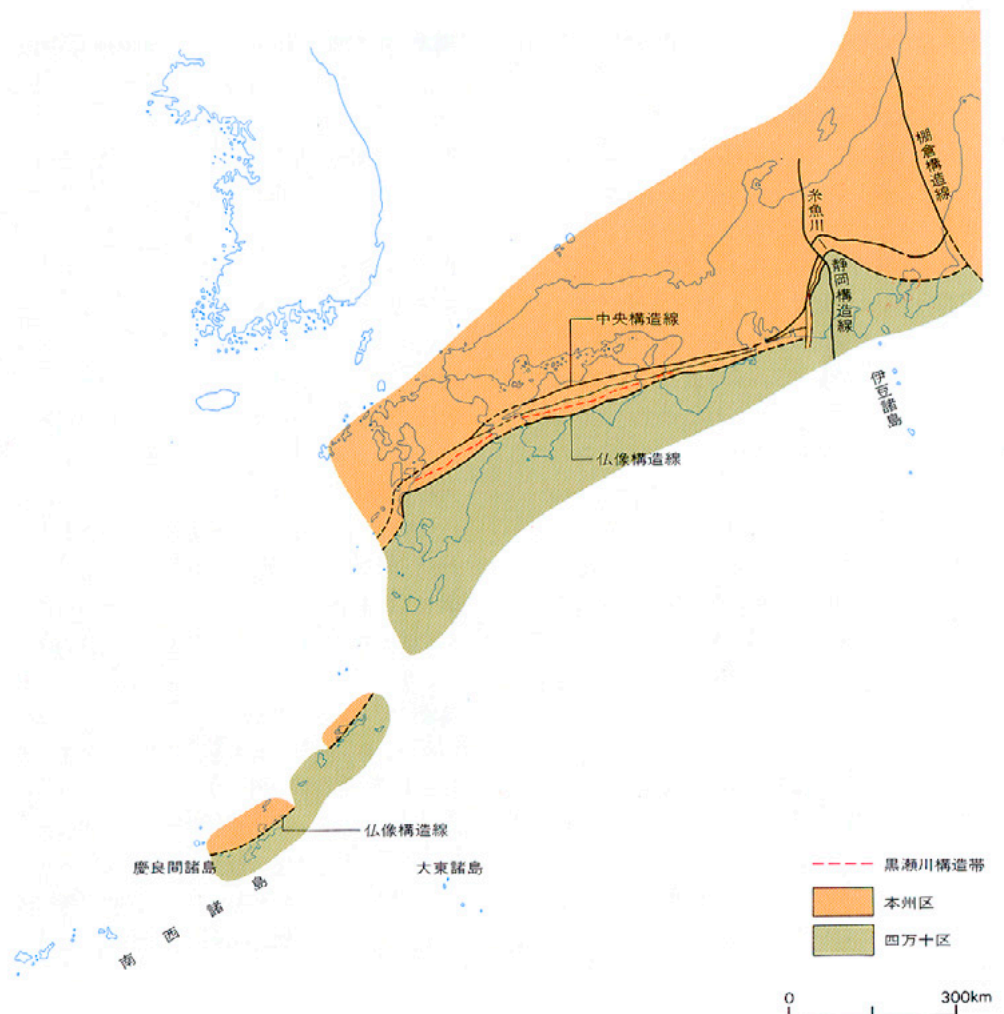 棚倉構造線
糸魚川
静岡構造線
中央構造線
伊豆諸島
仏像構造線
仏像構造線
慶良間諸島
大東諸島
南西諸島
黒瀬川構造帯
本州区
四万十区
0 300km